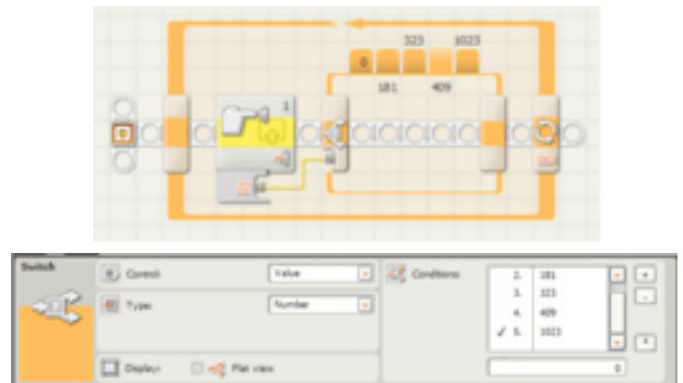 323 1023
0
181 409
1
Switch
Control: Value
Conditions:
2. 181
3. 323
4. 409
5. 1023
Type: Number
Display: Flat view
0